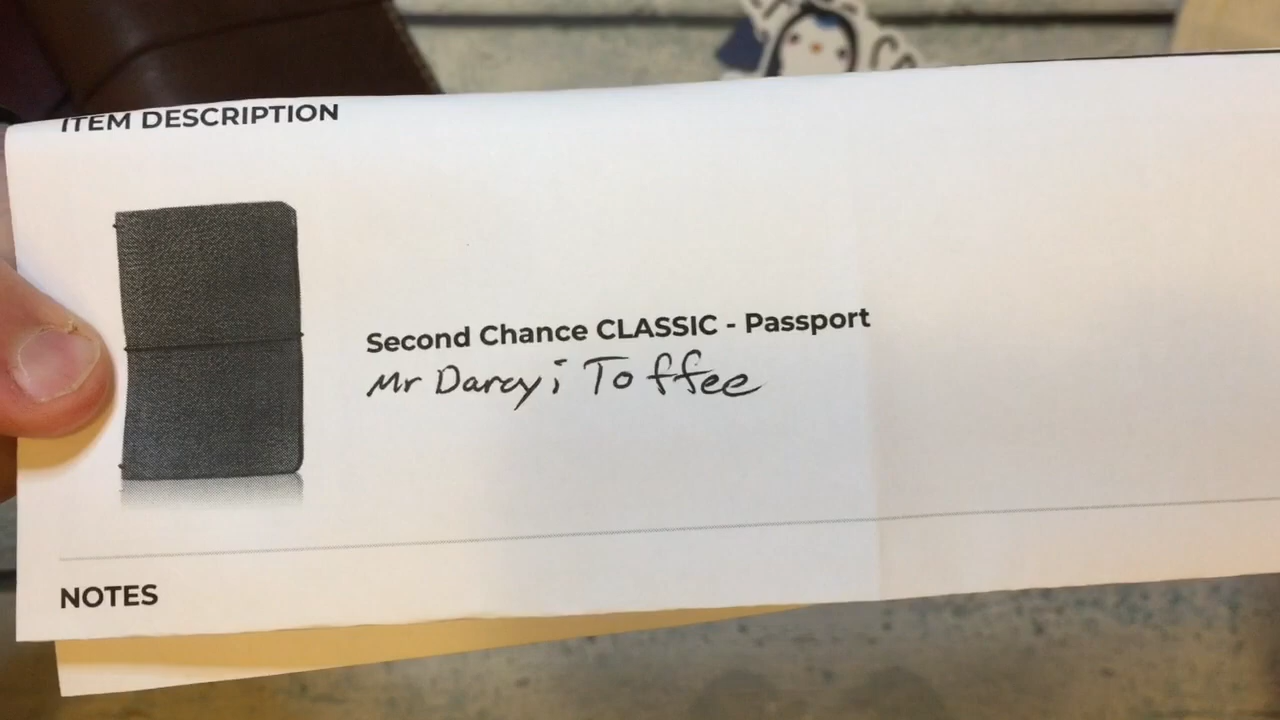 ITEM DESCRIPTION
Second Chance CLASSIC - Passport
Mr Darcy; Toffee
NOTES